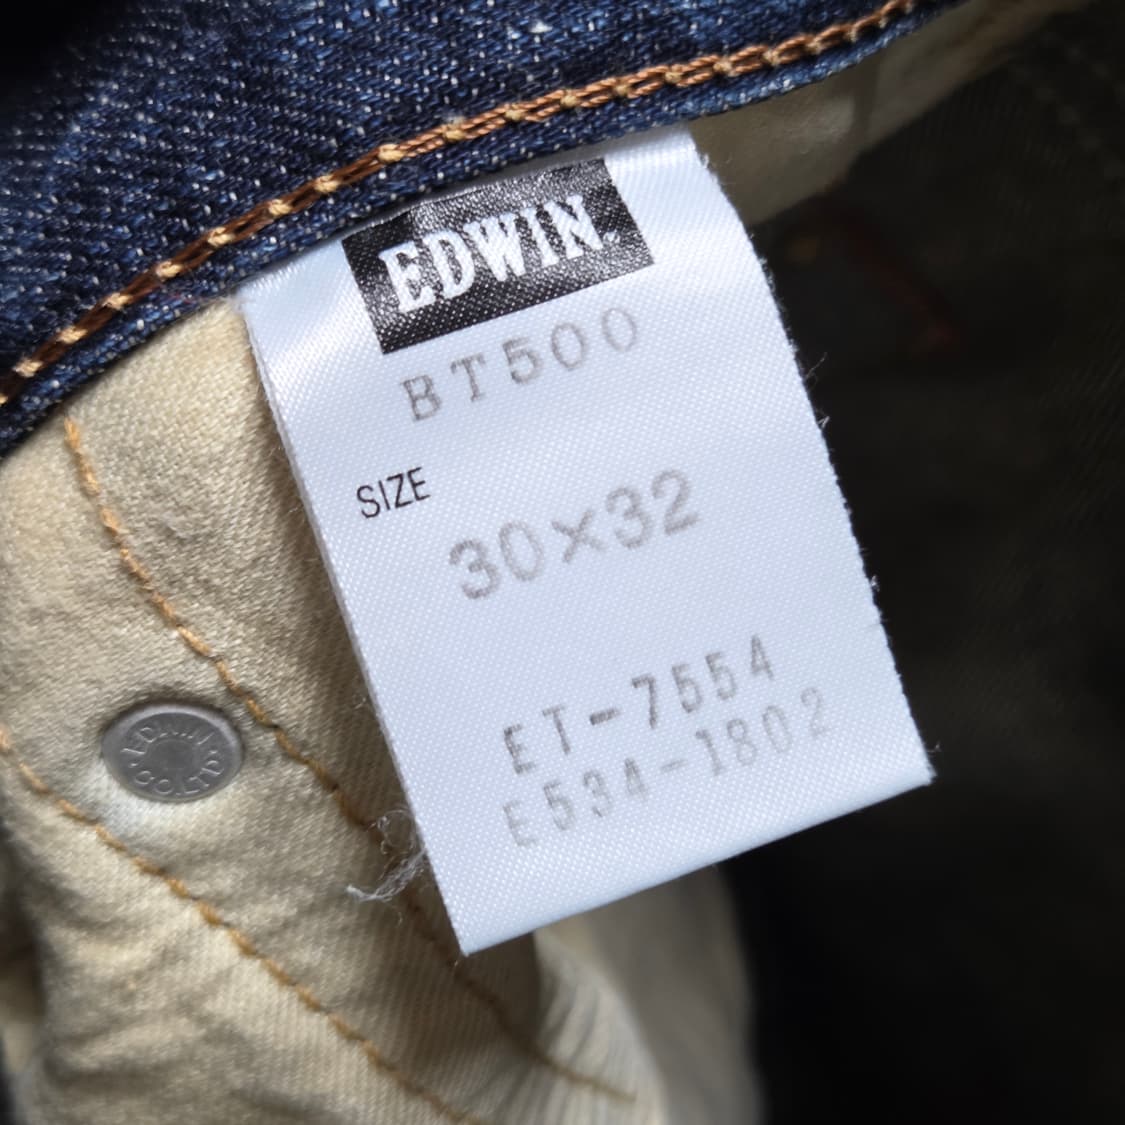 EDWIN.
BT500
SIZE
30×32
ET-7554
E534-1802
EDWIN
CO.LTD